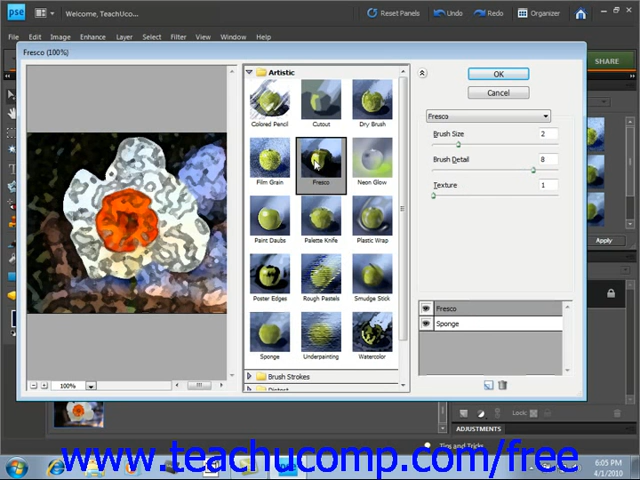 pse Welcome, TeachUco... Reset Panels Undo Redo Organizer
File Edit Image Enhance Layer Select Filter View Window Help
Fresco (100%)
SHARE
Artistic
OK
Cancel
Colored Pencil Cutout Dry Brush
Fresco
Brush Size 2
Brush Detail 8
Texture 1
Film Grain Fresco Neon Glow
Paint Daubs Palette Knife Plastic Wrap
Apply
Poster Edges Rough Pastels Smudge Stick
Fresco
Sponge
Sponge Underpainting Watercolor
Brush Strokes
Distort
100%
Lock:
ADJUSTMENTS
Tips and Tricks
www.teachucomp.com/free
6:05 PM
4/1/2010